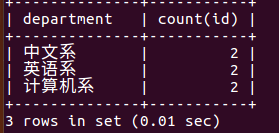 +------------+-----------+
| department | count(id) |
+------------+-----------+
| 中文系 | 2 |
| 英语系 | 2 |
| 计算机系 | 2 |
+------------+-----------+
3 rows in set (0.01 sec)